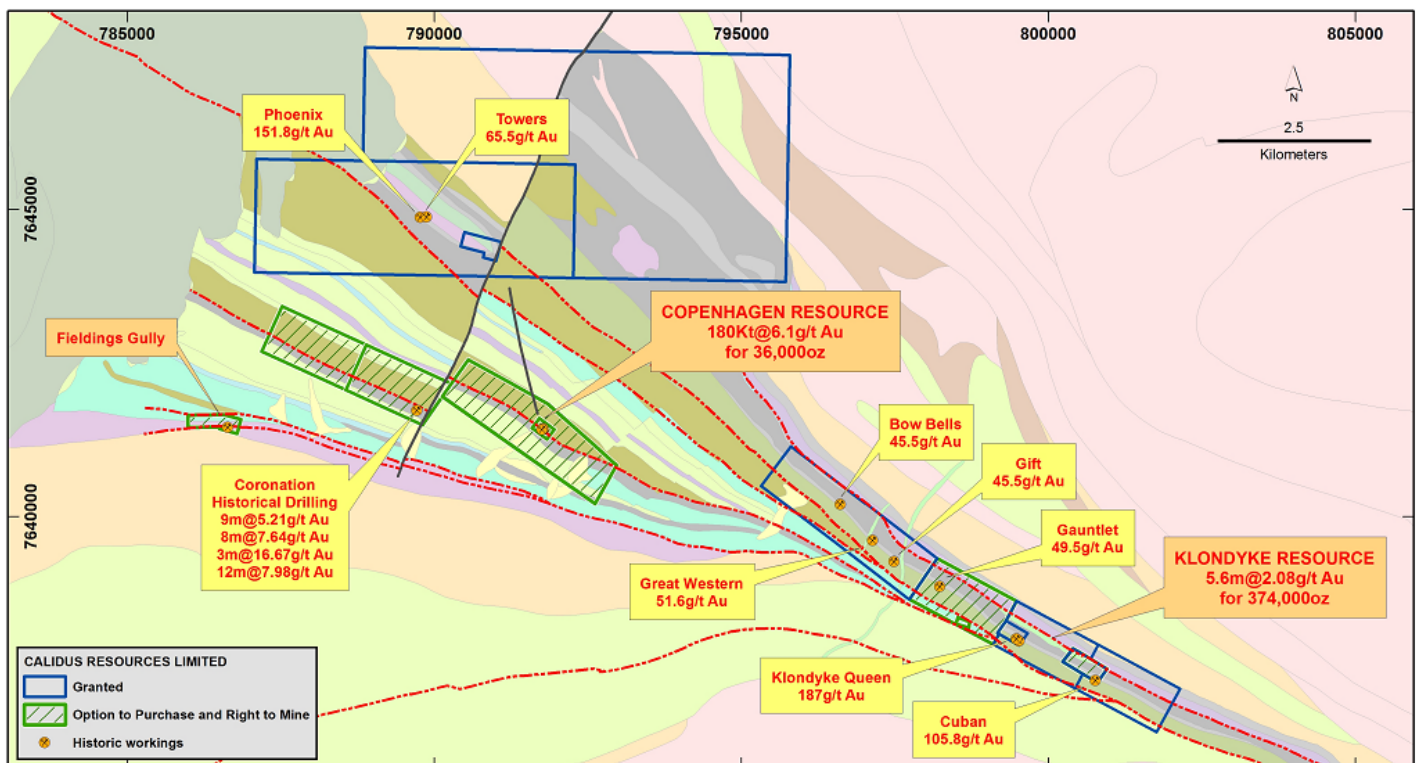 785000
790000
795000
800000
805000
N
2.5
Kilometers
Phoenix
151.8g/t Au
Towers
65.5g/t Au
7645000
COPENHAGEN RESOURCE
180Kt@6.1g/t Au
for 36,000oz
Fieldings Gully
Bow Bells
45.5g/t Au
Gift
45.5g/t Au
Coronation
Historical Drilling
9m@5.21g/t Au
8m@7.64g/t Au
3m@16.67g/t Au
12m@7.98g/t Au
7640000
Gauntlet
49.5g/t Au
KLONDYKE RESOURCE
5.6m@2.08g/t Au
for 374,000oz
Great Western
51.6g/t Au
Klondyke Queen
187g/t Au
Cuban
105.8g/t Au
CALIDUS RESOURCES LIMITED
Granted
Option to Purchase and Right to Mine
Historic workings